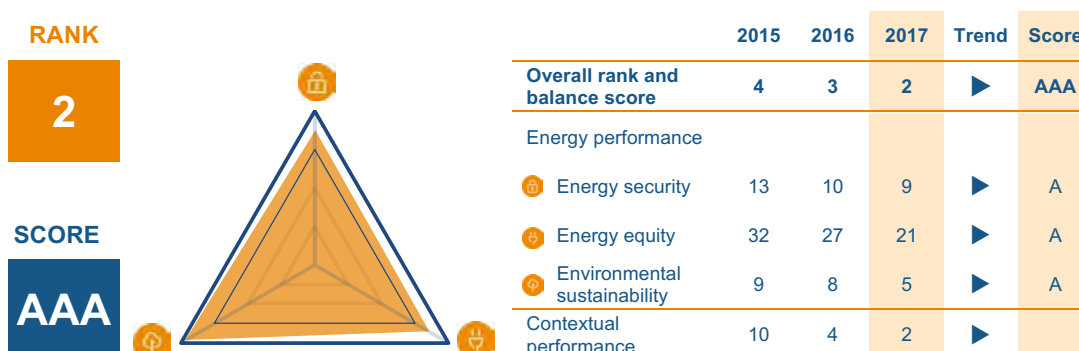 RANK
2
SCORE
AAA
2015 2016 2017 Trend Score
Overall rank and
balance score 4 3 2 ▶ AAA
Energy performance
Energy security 13 10 9 ▶ A
Energy equity 32 27 21 ▶ A
Environmental
sustainability 9 8 5 ▶ A
Contextual
performance 10 4 2 ▶